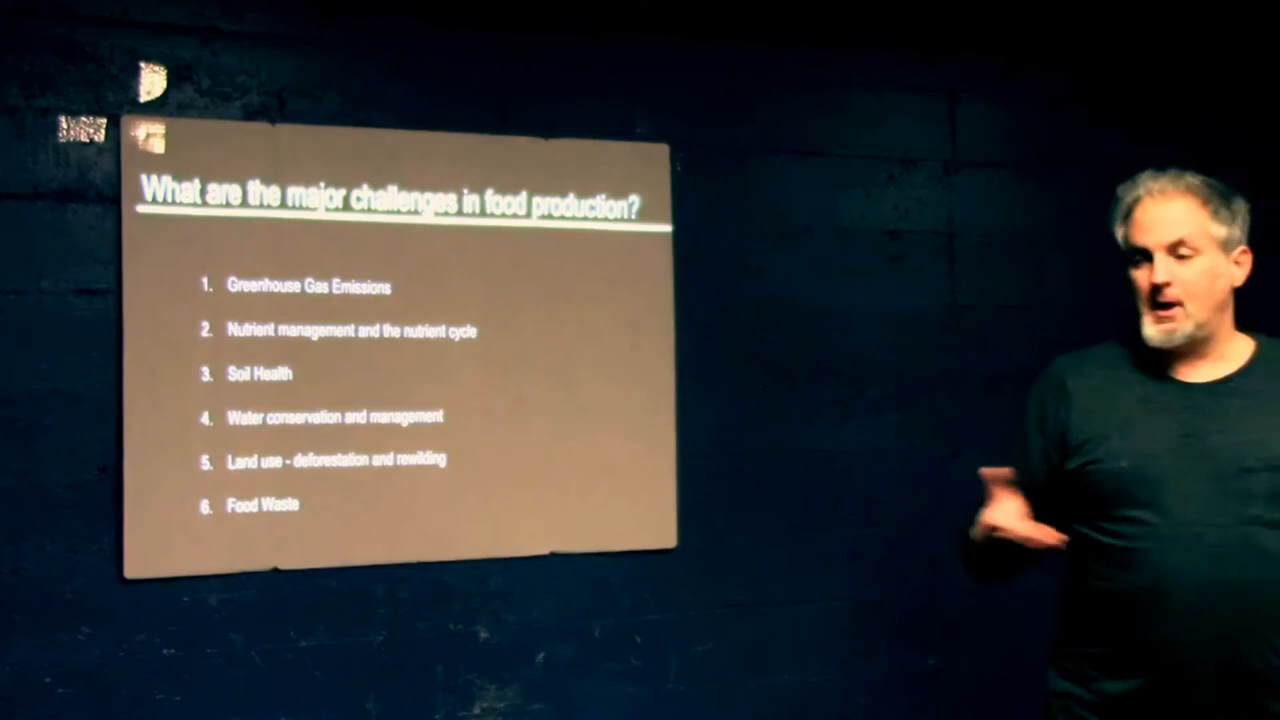 What are the major challenges in food production?
1. Greenhouse Gas Emissions
2. Nutrient management and the nutrient cycle
3. Soil Health
4. Water conservation and management
5. Land use - deforestation and rewilding
6. Food Waste